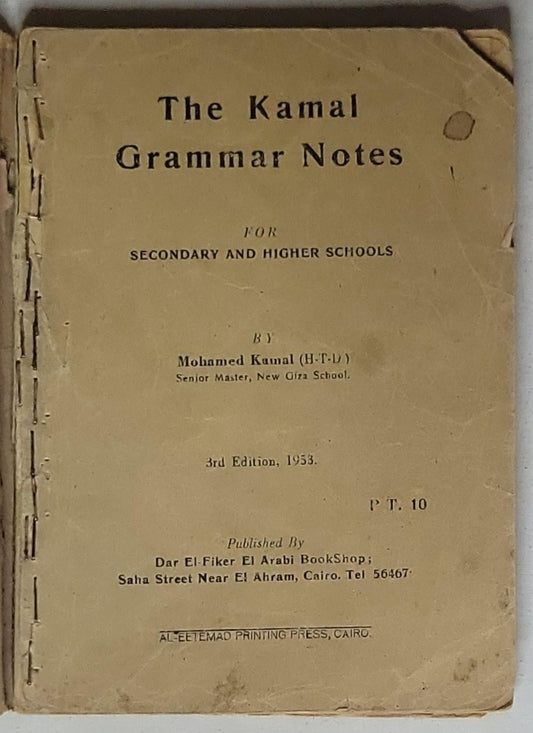 The Kamal
Grammar Notes
FOR
SECONDARY AND HIGHER SCHOOLS
BY
Mohamed Kamal (H-T-D)
Senior Master, New Giza School.
3rd Edition, 1953.
P T. 10
Published By
Dar El-Fiker El Arabi BookShop;
Saha Street Near El Ahram, Cairo. Tel 56467
AL-EETEMAD PRINTING PRESS, CAIRO.